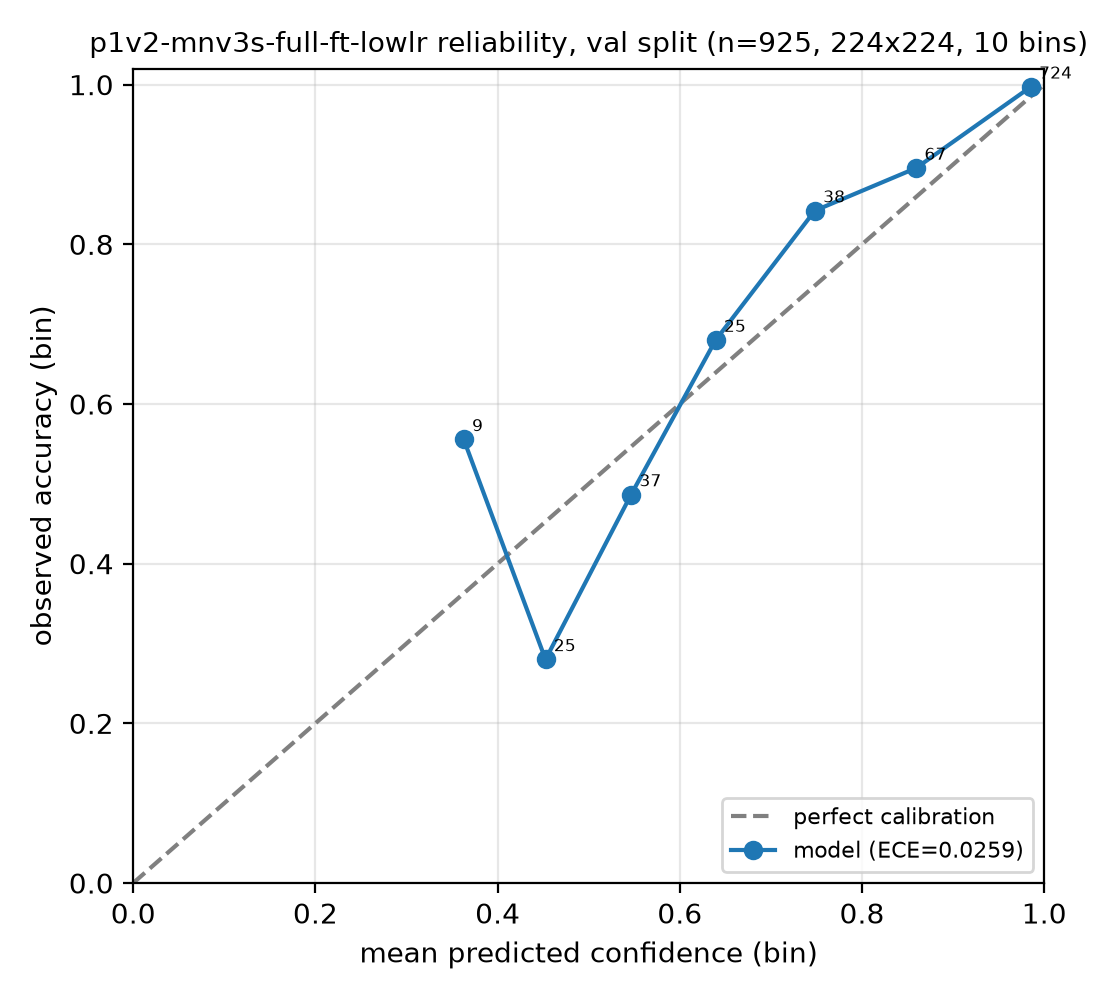 p1v2-mnv3s-full-ft-lowlr reliability, val split (n=925, 224x224, 10 bins)
724
1.0
67
38
0.8
25
0.6
9
37
0.4
25
0.2
0.0
observed accuracy (bin)
perfect calibration
model (ECE=0.0259)
0.0 0.2 0.4 0.6 0.8 1.0
mean predicted confidence (bin)